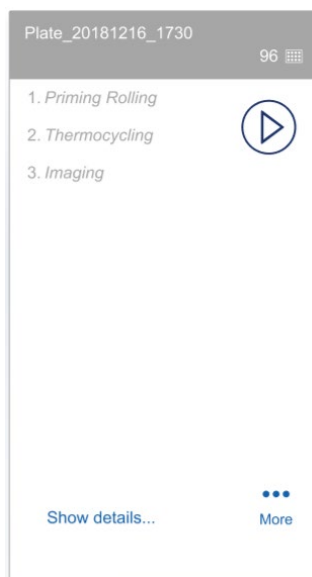 Plate_20181216_1730
96
1. Priming Rolling
2. Thermocycling
3. Imaging
Show details...
More